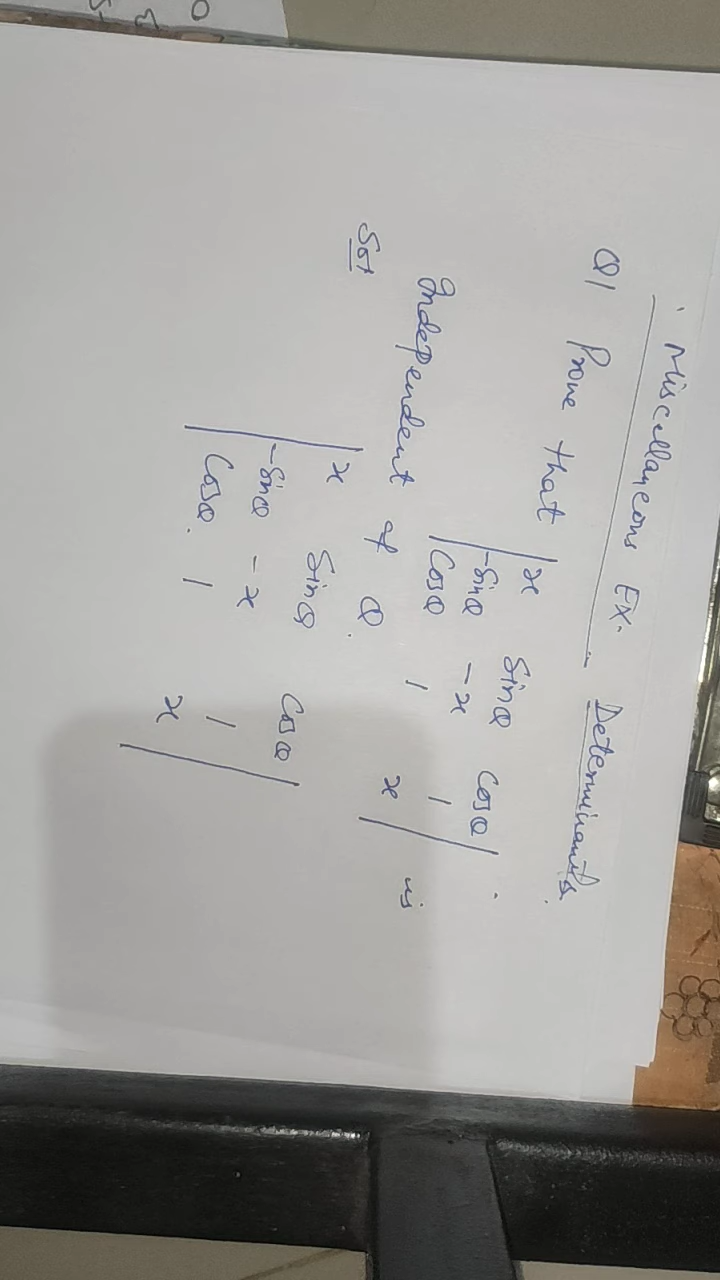 Miscellaneous EX. Determinants.
Q1 Prove that | x sinθ cosθ |
| -sinθ -x 1 | is
| cosθ 1 x |
Independent of θ.
Sol
| x sinθ cosθ |
| -sinθ -x 1 |
| cosθ. 1 x |